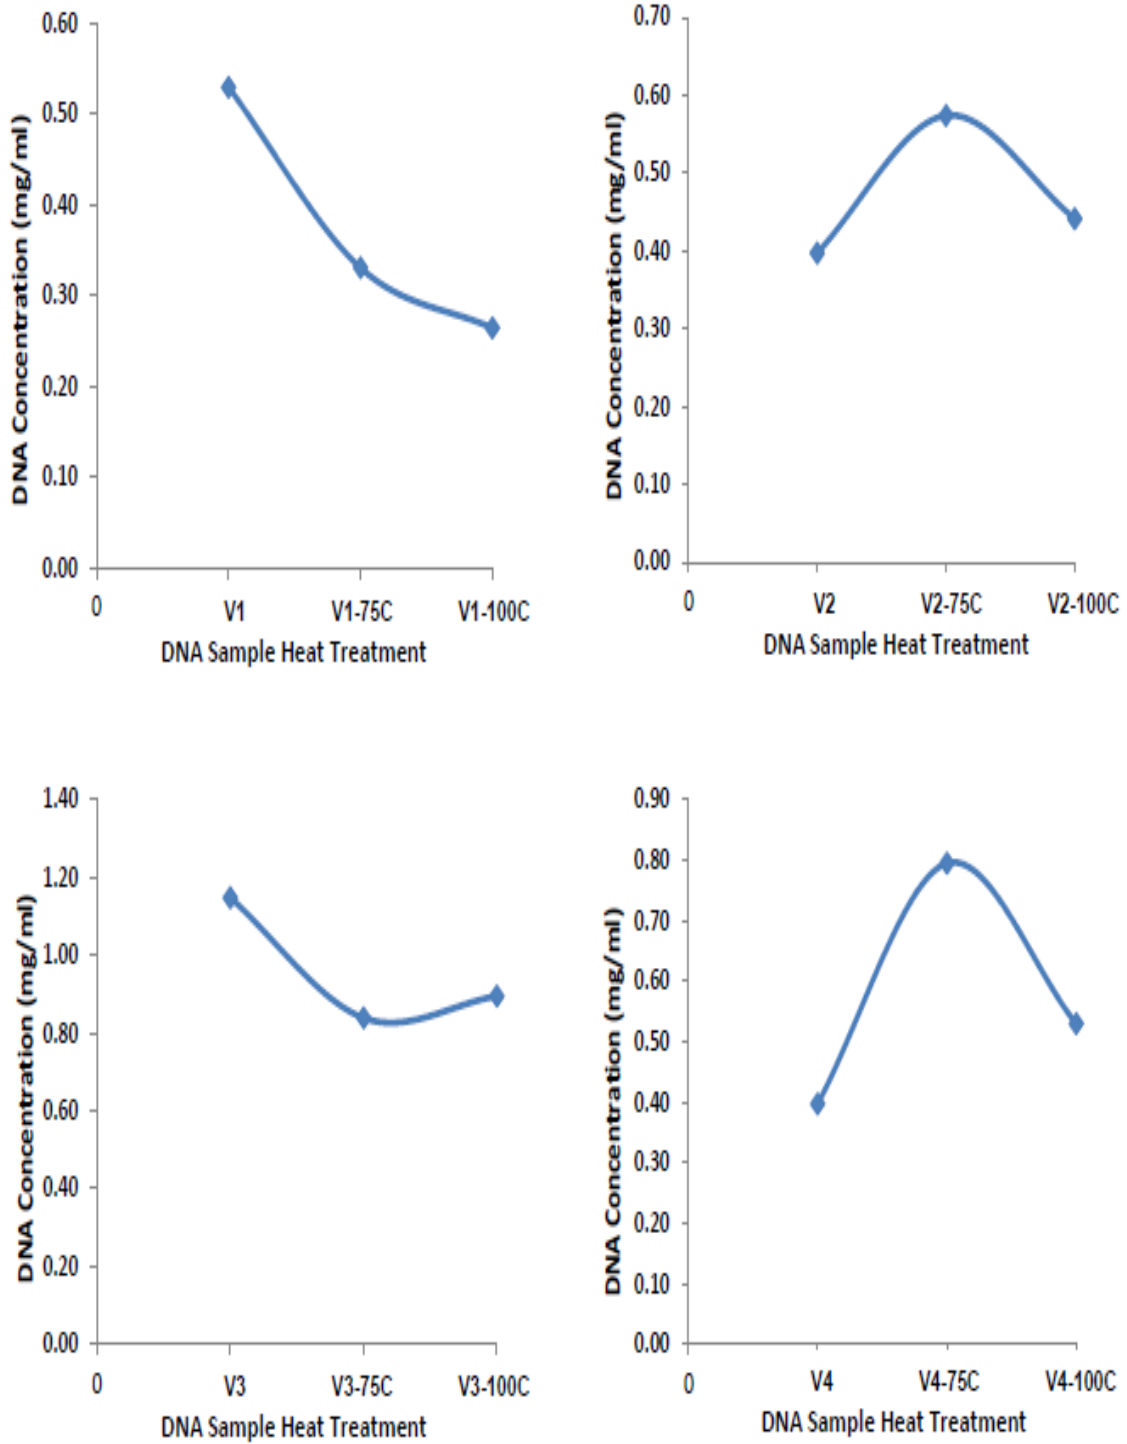 0.60
0.50
0.40
0.30
0.20
0.10
0.00
DNA Concentration (mg/ml)
0 V1 V1-75C V1-100C
DNA Sample Heat Treatment
0.70
0.60
0.50
0.40
0.30
0.20
0.10
0.00
DNA Concentration (mg/ml)
0 V2 V2-75C V2-100C
DNA Sample Heat Treatment
1.40
1.20
1.00
0.80
0.60
0.40
0.20
0.00
DNA Concentration (mg/ml)
0 V3 V3-75C V3-100C
DNA Sample Heat Treatment
0.90
0.80
0.70
0.60
0.50
0.40
0.30
0.20
0.10
0.00
DNA Concentration (mg/ml)
0 V4 V4-75C V4-100C
DNA Sample Heat Treatment